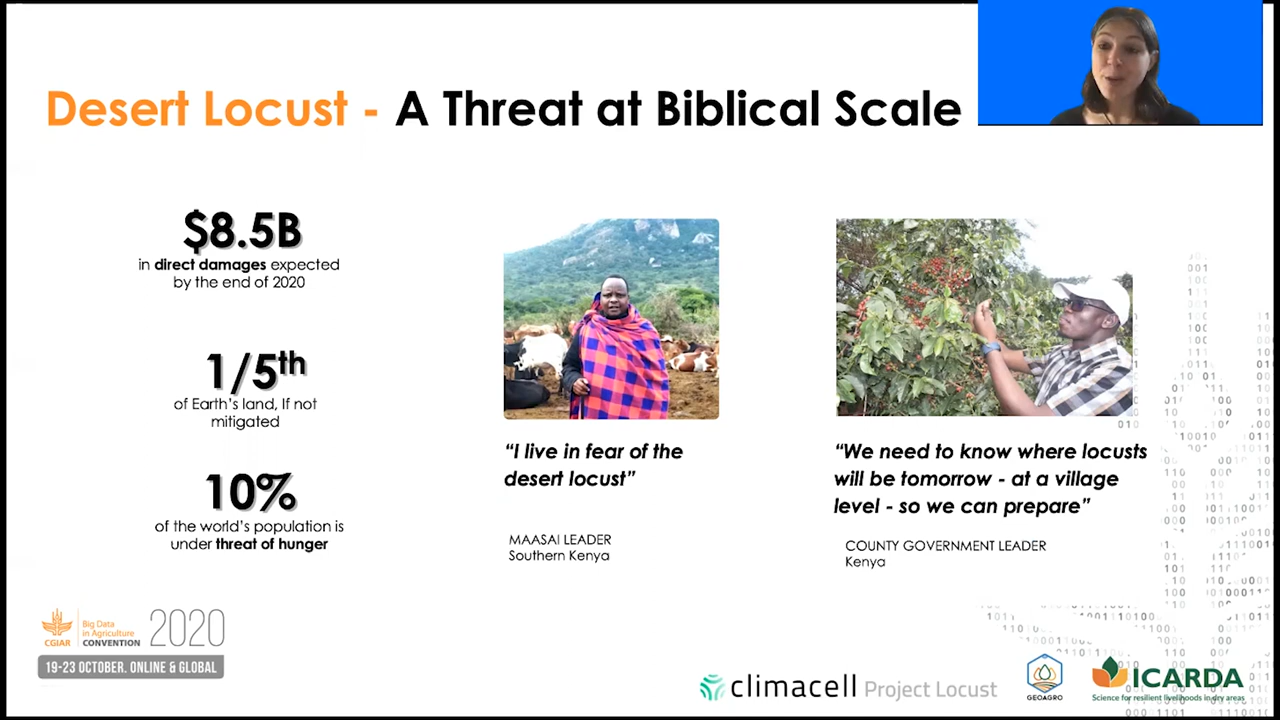 Desert Locust - A Threat at Biblical Scale
$8.5B
in direct damages expected
by the end of 2020
1/5th
of Earth's land, If not
mitigated
10%
of the world's population is
under threat of hunger
"I live in fear of the
desert locust"
MAASAI LEADER
Southern Kenya
"We need to know where locusts
will be tomorrow - at a village
level - so we can prepare"
COUNTY GOVERNMENT LEADER
Kenya
CGIAR
Big Data
in Agriculture
CONVENTION
2020
19-23 OCTOBER. ONLINE & GLOBAL
climacell Project Locust
GEOAGRO
ICARDA
Science for resilient livelihoods in dry areas